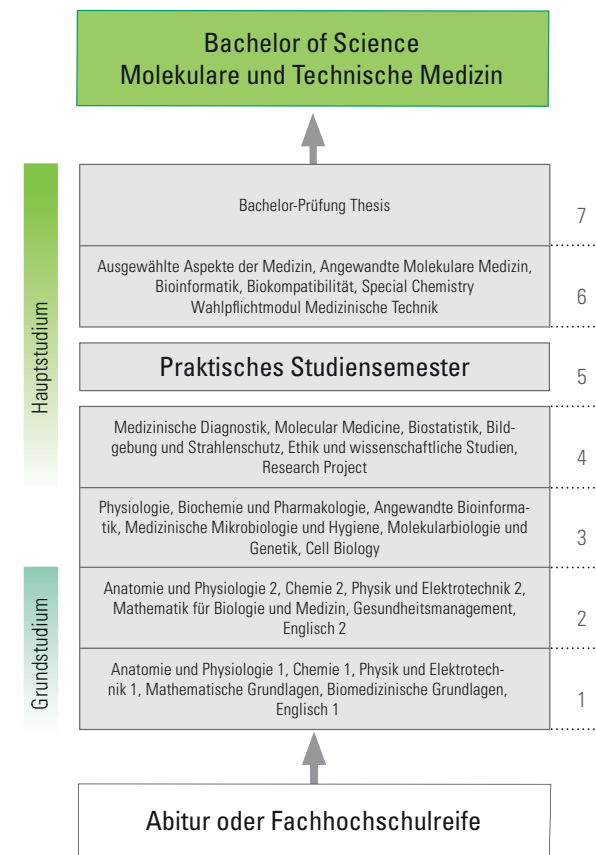 Bachelor of Science
Molekulare und Technische Medizin
Hauptstudium
Bachelor-Prüfung Thesis
7
Ausgewählte Aspekte der Medizin, Angewandte Molekulare Medizin,
Bioinformatik, Biokompatibilität, Special Chemistry
Wahlpflichtmodul Medizinische Technik
6
Praktisches Studiensemester
5
Medizinische Diagnostik, Molecular Medicine, Biostatistik, Bild-
gebung und Strahlenschutz, Ethik und wissenschaftliche Studien,
Research Project
4
Physiologie, Biochemie und Pharmakologie, Angewandte Bioinforma-
tik, Medizinische Mikrobiologie und Hygiene, Molekularbiologie und
Genetik, Cell Biology
3
Grundstudium
Anatomie und Physiologie 2, Chemie 2, Physik und Elektrotechnik 2,
Mathematik für Biologie und Medizin, Gesundheitsmanagement,
Englisch 2
2
Anatomie und Physiologie 1, Chemie 1, Physik und Elektrotech-
nik 1, Mathematische Grundlagen, Biomedizinische Grundlagen,
Englisch 1
1
Abitur oder Fachhochschulreife